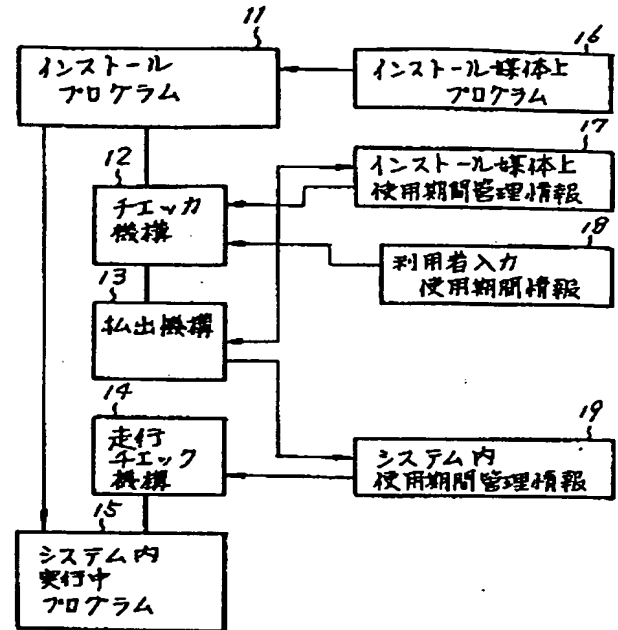 11
インストール
プログラム
16
インストール媒体上
プログラム
12
チェッカ
機構
17
インストール媒体上
使用期間管理情報
18
利用者入力
使用期間情報
13
払出機構
14
走行
チェック
機構
19
システム内
使用期間管理情報
15
システム内
実行中
プログラム